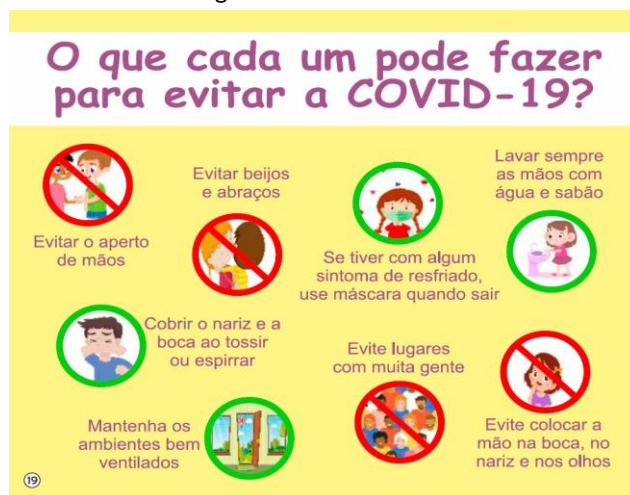 O que cada um pode fazer
para evitar a COVID-19?
Evitar o aperto
de mãos
Evitar beijos
e abraços
Se tiver com algum
sintoma de resfriado,
use máscara quando sair
Lavar sempre
as mãos com
água e sabão
Cobrir o nariz e a
boca ao tossir
ou espirrar
Evite lugares
com muita gente
Mantenha os
ambientes bem
ventilados
Evite colocar a
mão na boca, no
nariz e nos olhos
19